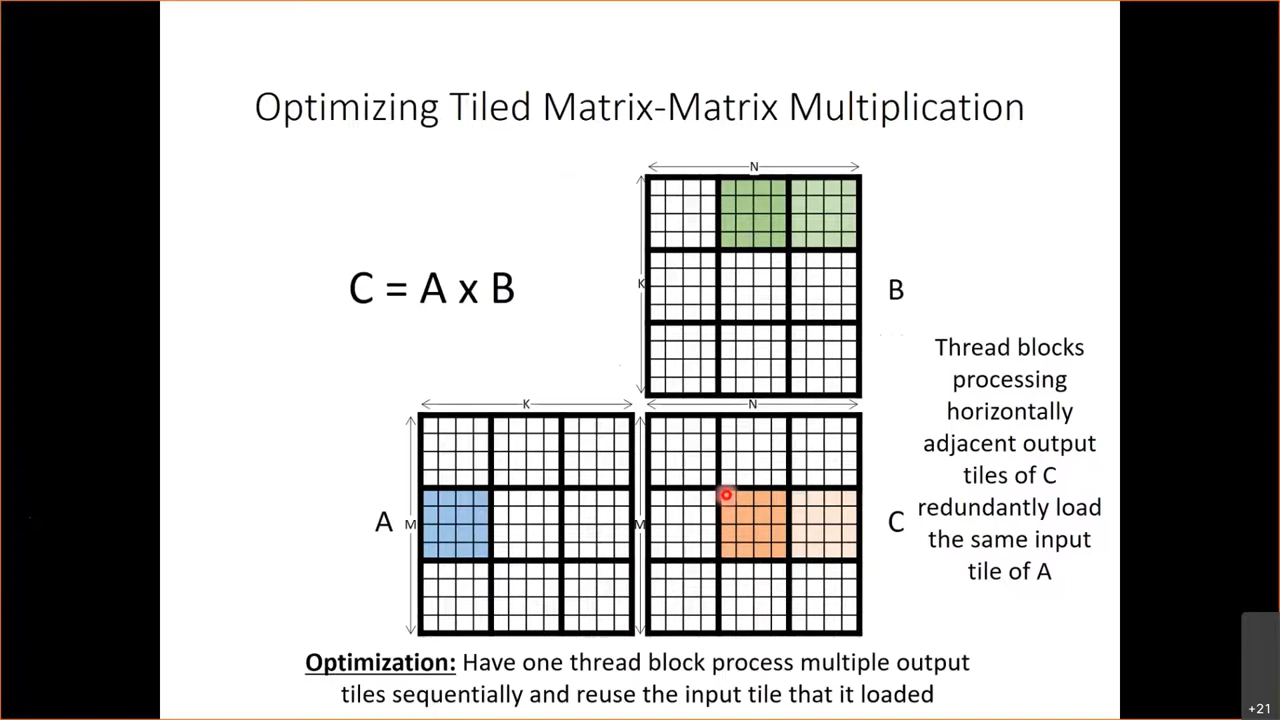 Optimizing Tiled Matrix-Matrix Multiplication
N
K
C = A x B
B
Thread blocks
processing
horizontally
adjacent output
tiles of C
redundantly load
the same input
tile of A
K
N
A
M
M
C
Optimization: Have one thread block process multiple output
tiles sequentially and reuse the input tile that it loaded
+21